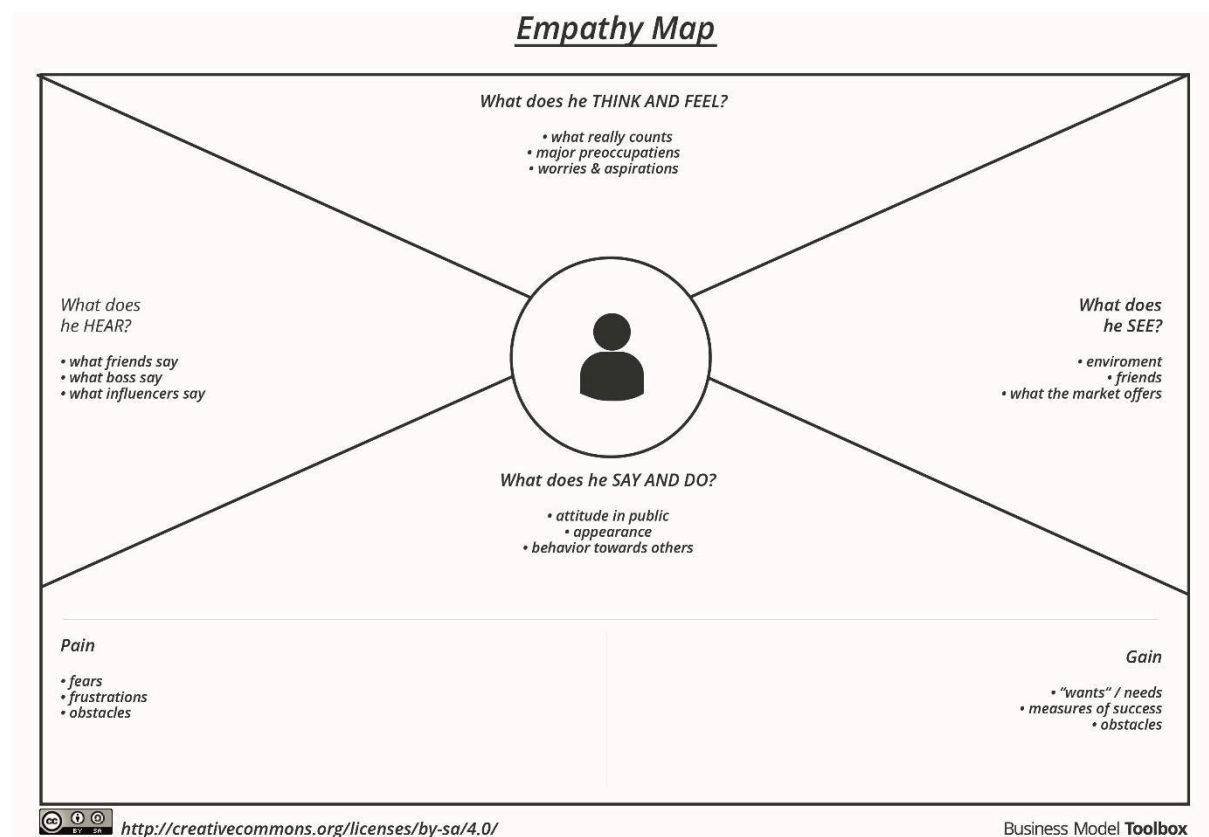 Empathy Map
What does he THINK AND FEEL?
• what really counts
• major preoccupatiens
• worries & aspirations
What does
he HEAR?
• what friends say
• what boss say
• what influencers say
What does
he SEE?
• enviroment
• friends
• what the market offers
What does he SAY AND DO?
• attitude in public
• appearance
• behavior towards others
Pain
• fears
• frustrations
• obstacles
Gain
• “wants” / needs
• measures of success
• obstacles
cc BY SA
http://creativecommons.org/licenses/by-sa/4.0/
Business Model Toolbox